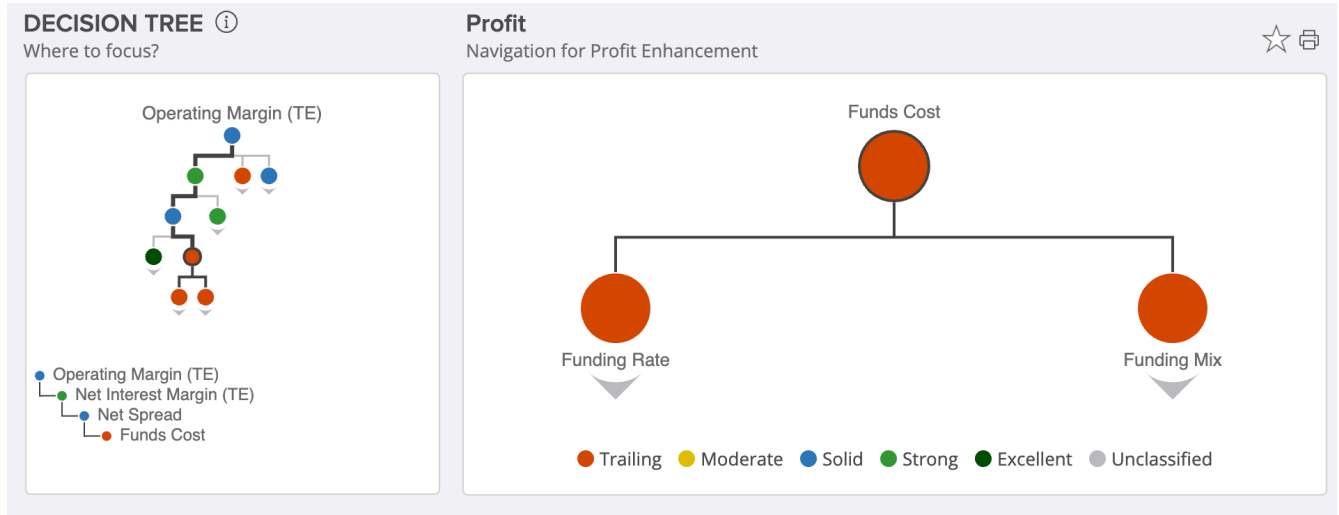 DECISION TREE
Where to focus?
Operating Margin (TE)
Operating Margin (TE)
Net Interest Margin (TE)
Net Spread
Funds Cost
Profit
Navigation for Profit Enhancement
Funds Cost
Funding Rate
Funding Mix
Trailing Moderate Solid Strong Excellent Unclassified